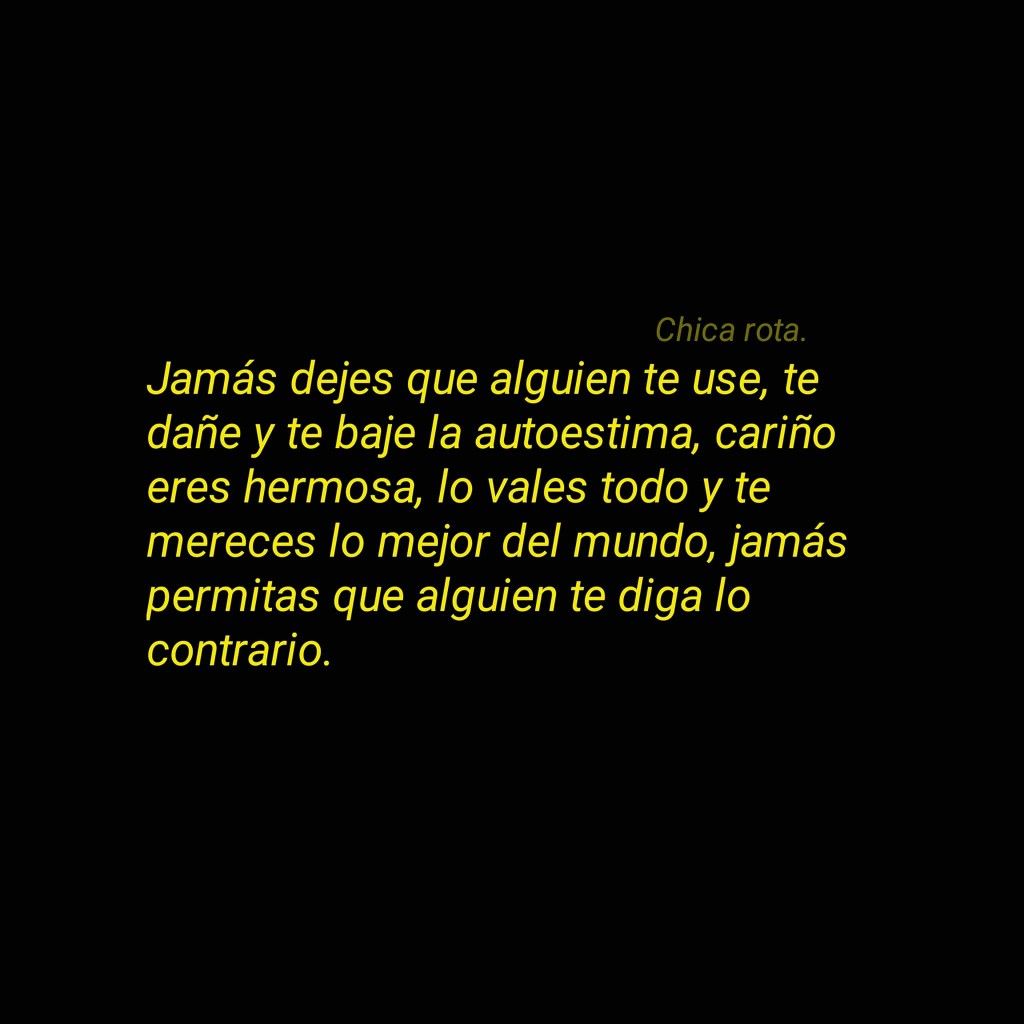 Chica rota.
Jamás dejes que alguien te use, te
dañe y te baje la autoestima, cariño
eres hermosa, lo vales todo y te
mereces lo mejor del mundo, jamás
permitas que alguien te diga lo
contrario.